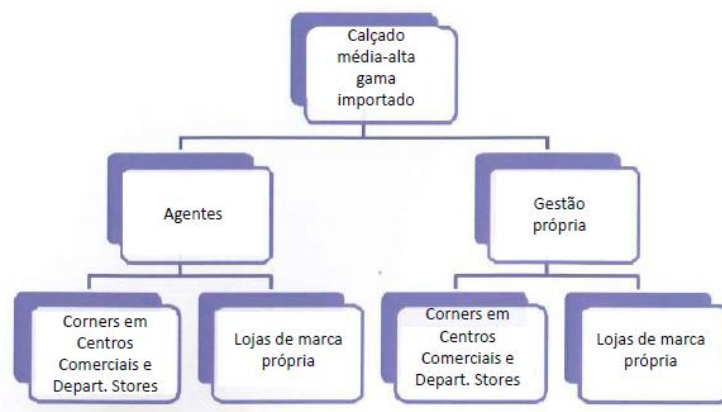 Calçado
média-alta
gama
importado
Agentes
Gestão
própria
Corners em
Centros
Comerciais e
Depart. Stores
Lojas de marca
própria
Corners em
Centros
Comerciais e
Depart. Stores
Lojas de marca
própria